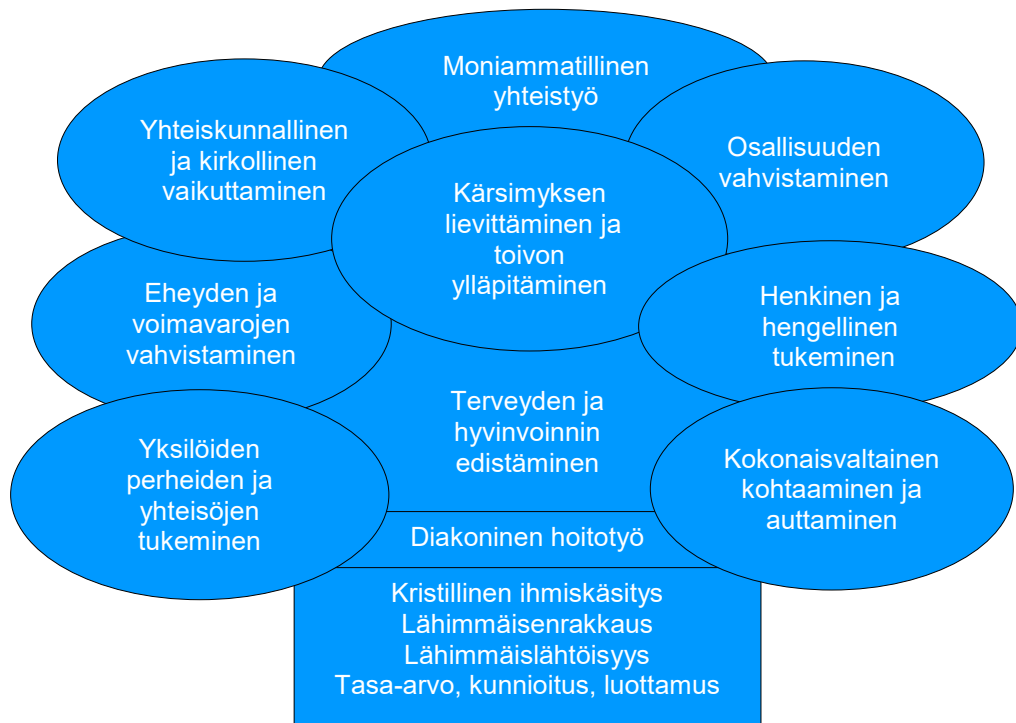 Moniammatillinen
yhteistyö
Yhteiskunnallinen
ja kirkollinen
vaikuttaminen
Osallisuuden
vahvistaminen
Kärsimyksen
lievittäminen ja
toivon
ylläpitäminen
Eheyden ja
voimavarojen
vahvistaminen
Henkinen ja
hengellinen
tukeminen
Terveyden ja
hyvinvoinnin
edistäminen
Yksilöiden
perheiden ja
yhteisöjen
tukeminen
Kokonaisvaltainen
kohtaaminen ja
auttaminen
Diakoninen hoitotyö
Kristillinen ihmiskäsitys
Lähimmäisenrakkaus
Lähimmäislähtöisyys
Tasa-arvo, kunnioitus, luottamus